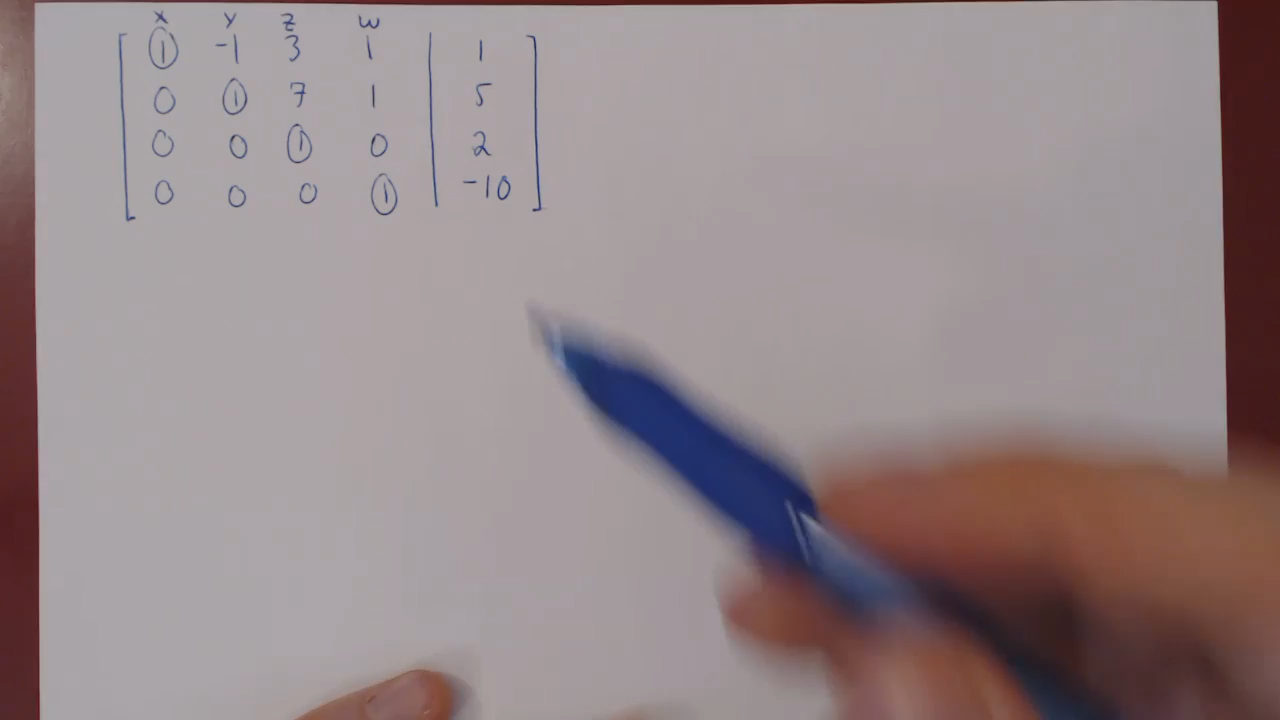 x y z w
1 -1 3 1 | 1
0 1 7 1 | 5
0 0 1 0 | 2
0 0 0 1 | -10